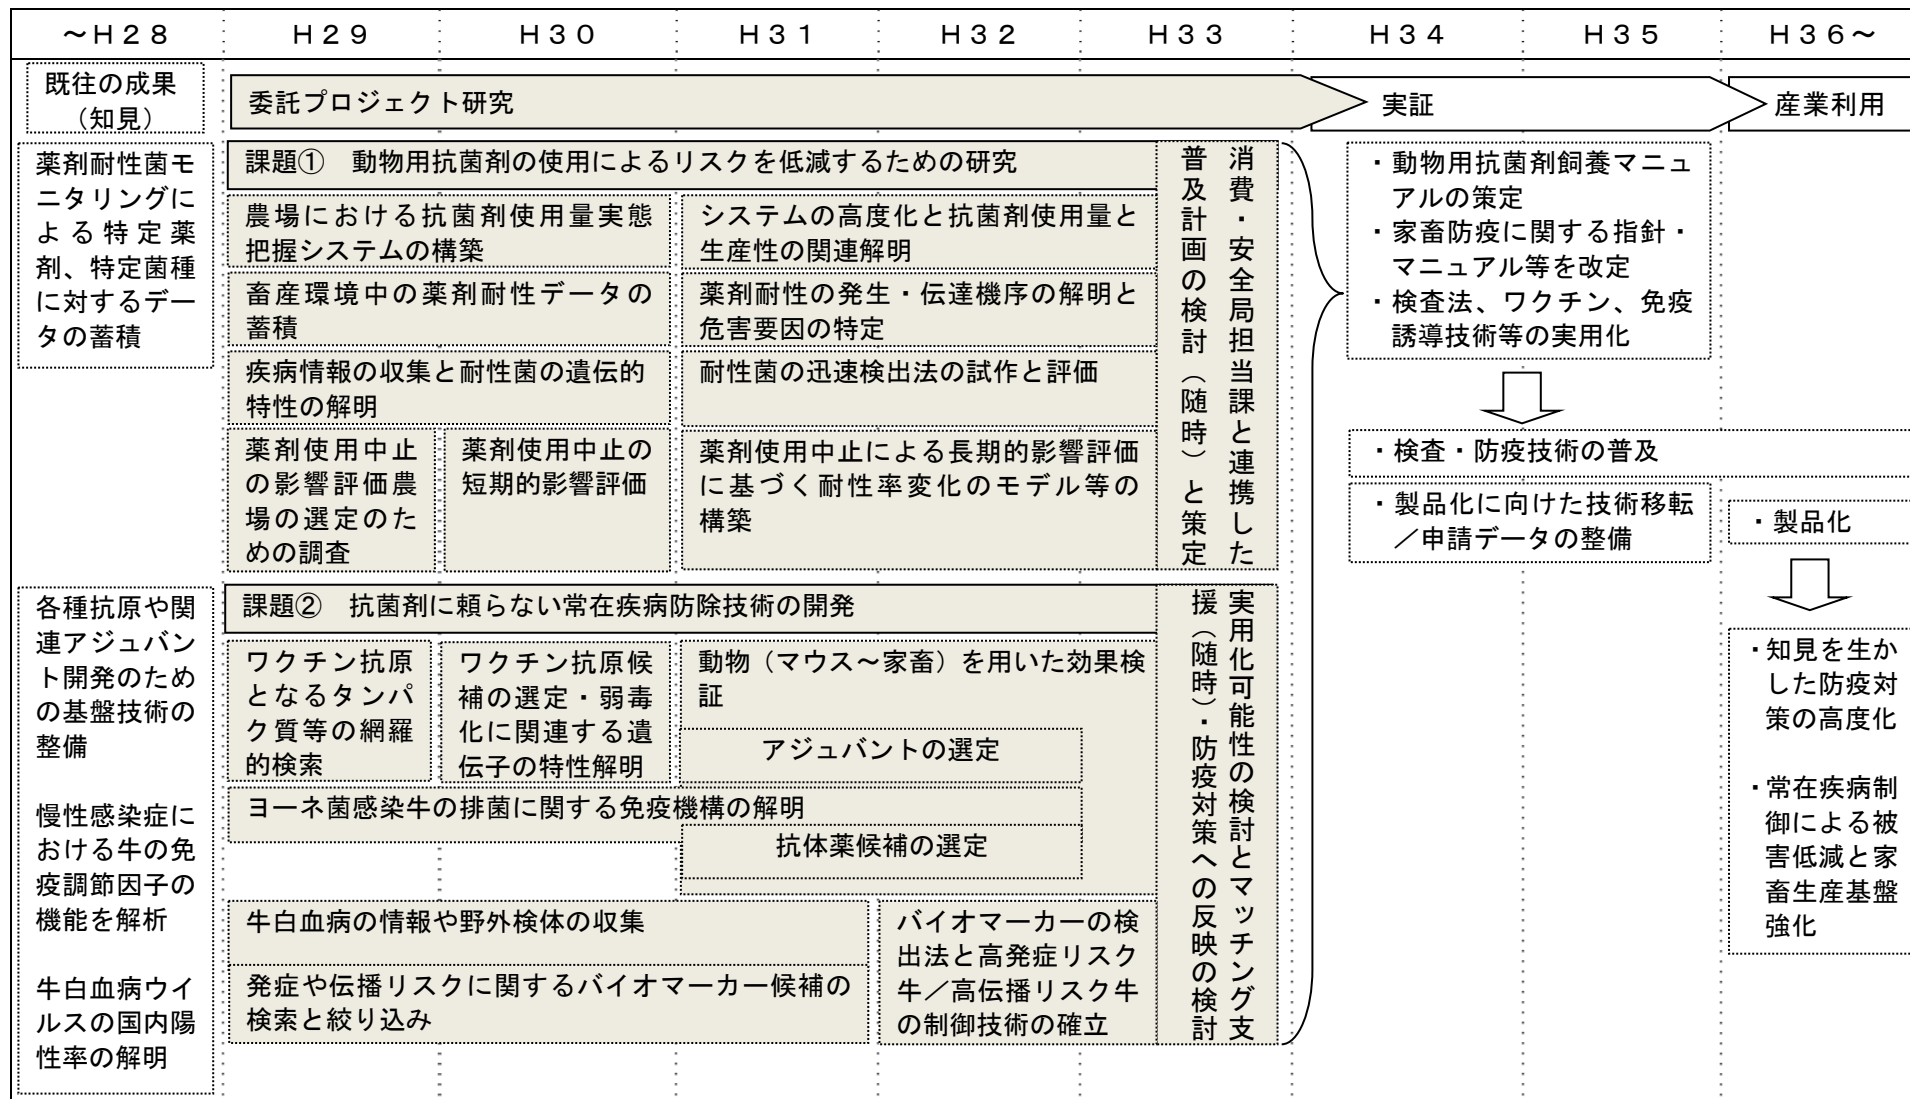 ～H28 H29 H30 H31 H32 H33 H34 H35 H36～
既往の成果
（知見）
委託プロジェクト研究
実証
産業利用
薬剤耐性菌モ
ニタリングに
よる特定薬
剤、特定菌種
に対するデー
タの蓄積
課題①　動物用抗菌剤の使用によるリスクを低減するための研究
農場における抗菌剤使用量実態
把握システムの構築
システムの高度化と抗菌剤使用量と
生産性の関連解明
畜産環境中の薬剤耐性データの
蓄積
薬剤耐性の発生・伝達機序の解明と
危害要因の特定
疾病情報の収集と耐性菌の遺伝的
特性の解明
耐性菌の迅速検出法の試作と評価
薬剤使用中止
の影響評価農
場の選定のた
めの調査
薬剤使用中止の
短期的影響評価
薬剤使用中止による長期的影響評価
に基づく耐性率変化のモデル等の
構築
消費・安全局担当課と連携した
普及計画の検討（随時）と策定
・動物用抗菌剤飼養マニュ
アルの策定
・家畜防疫に関する指針・
マニュアル等を改定
・検査法、ワクチン、免疫
誘導技術等の実用化
・検査・防疫技術の普及
・製品化に向けた技術移転
／申請データの整備
・製品化
各種抗原や関
連アジュバン
ト開発のため
の基盤技術の
整備
慢性感染症に
おける牛の免
疫調節因子の
機能を解析
牛白血病ウイ
ルスの国内陽
性率の解明
課題②　抗菌剤に頼らない常在疾病防除技術の開発
ワクチン抗原
となるタンパ
ク質等の網羅
的検索
ワクチン抗原候
補の選定・弱毒
化に関連する遺
伝子の特性解明
動物（マウス～家畜）を用いた効果検
証
アジュバントの選定
ヨーネ菌感染牛の排菌に関する免疫機構の解明
抗体薬候補の選定
牛白血病の情報や野外検体の収集
発症や伝播リスクに関するバイオマーカー候補の
検索と絞り込み
バイオマーカーの検
出法と高発症リスク
牛／高伝播リスク牛
の制御技術の確立
実用化可能性の検討とマッチング支
援（随時）・防疫対策への反映の検討
・知見を生か
した防疫対
策の高度化
・常在疾病制
御による被
害低減と家
畜生産基盤
強化